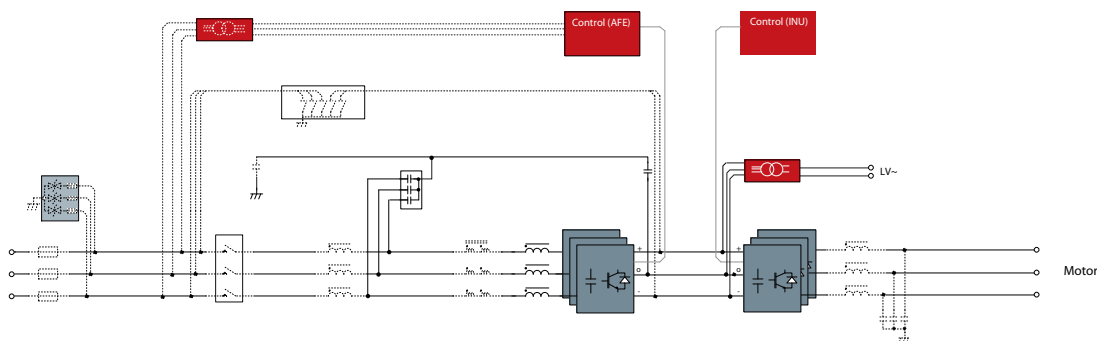 Control (AFE)
Control (INU)
LV~
+
o
-
+
o
-
Motor